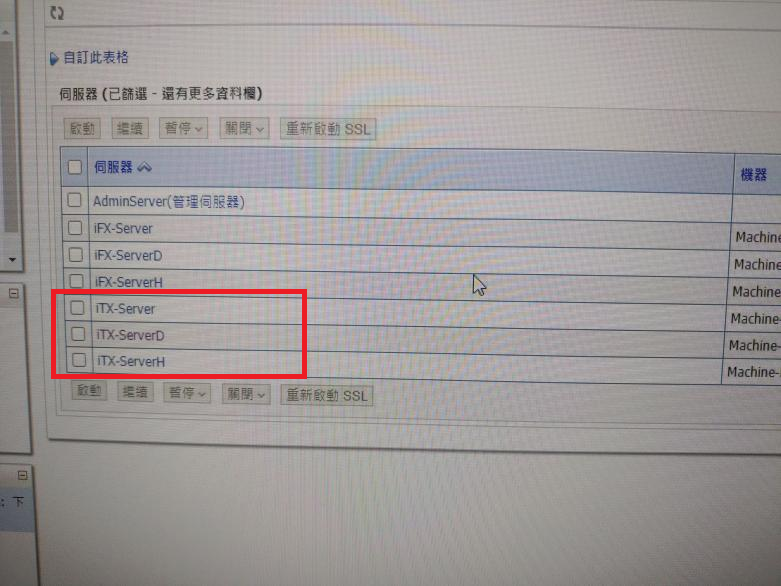 自訂此表格
伺服器 (已篩選 - 還有更多資料欄)
啟動 繼續 暫停 關閉 重新啟動 SSL
伺服器 機器
AdminServer(管理伺服器)
iFX-Server Machine
iFX-ServerD Machine-
iFX-ServerH Machine-
iTX-Server Machine-
iTX-ServerD Machine-
iTX-ServerH Machine-
啟動 繼續 暫停 關閉 重新啟動 SSL
: 下